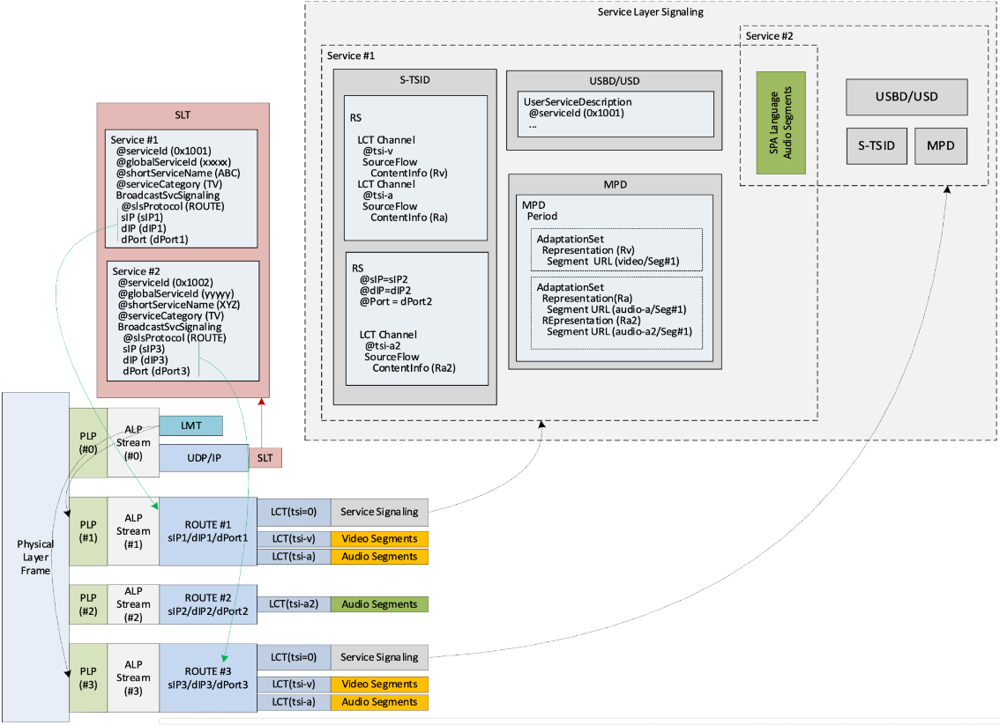 Service Layer Signaling
Service #2
Service #1
S-TSID
RS
LCT Channel
@tsi-v
SourceFlow
ContentInfo (Rv)
LCT Channel
@tsi-a
SourceFlow
ContentInfo (Ra)
RS
@sIP=sIP2
@dIP=dIP2
@Port = dPort2
LCT Channel
@tsi-a2
SourceFlow
ContentInfo (Ra2)
USBD/USD
UserServiceDescription
@serviceId (0x1001)
...
MPD
MPD
Period
AdaptationSet
Representation (Rv)
Segment URL (video/Seg#1)
AdaptationSet
Representation(Ra)
Segment URL (audio-a/Seg#1)
REpresentation (Ra2)
Segment URL (audio-a2/Seg#1)
SPA Language
Audio Segments
USBD/USD
S-TSID
MPD
SLT
Service #1
@serviceId (0x1001)
@globalServiceId (xxxxx)
@shortServiceName (ABC)
@serviceCategory (TV)
BroadcastSvcSignaling
@slsProtocol (ROUTE)
sIP (sIP1)
dIP (dIP1)
dPort (dPort1)
Service #2
@serviceId (0x1002)
@globalServiceId (yyyyy)
@shortServiceName (XYZ)
@serviceCategory (TV)
BroadcastSvcSignaling
@slsProtocol (ROUTE)
sIP (sIP3)
dIP (dIP3)
dPort (dPort3)
Physical
Layer
Frame
PLP
(#0)
ALP
Stream
(#0)
LMT
UDP/IP
SLT
PLP
(#1)
ALP
Stream
(#1)
ROUTE #1
sIP1/dIP1/dPort1
LCT(tsi=0)
Service Signaling
LCT(tsi-v)
Video Segments
LCT(tsi-a)
Audio Segments
PLP
(#2)
ALP
Stream
(#2)
ROUTE #2
sIP2/dIP2/dPort2
LCT(tsi-a2)
Audio Segments
PLP
(#3)
ALP
Stream
(#3)
ROUTE #3
sIP3/dIP3/dPort3
LCT(tsi=0)
Service Signaling
LCT(tsi-v)
Video Segments
LCT(tsi-a)
Audio Segments